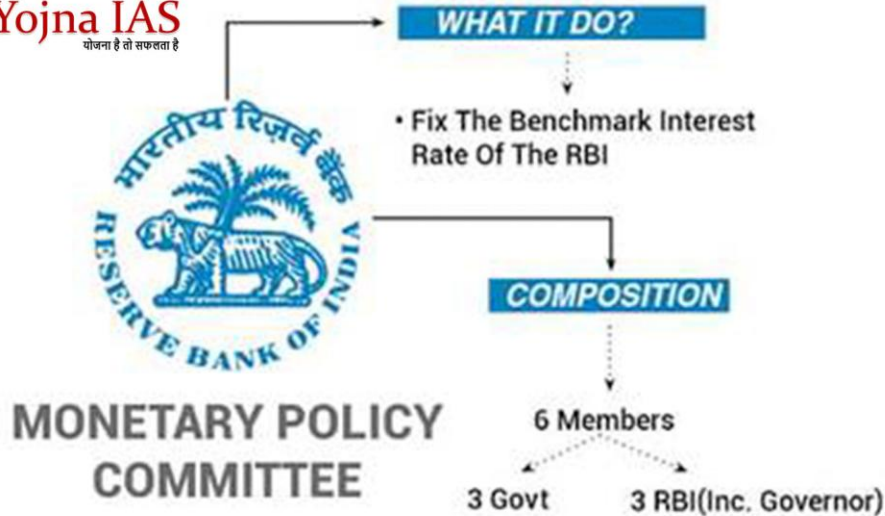 Yojna IAS
योजना है तो सफलता है
WHAT IT DO?
• Fix The Benchmark Interest
Rate Of The RBI
भारतीय रिज़र्व बैंक
RESERVE BANK OF INDIA
COMPOSITION
MONETARY POLICY
COMMITTEE
6 Members
3 Govt
3 RBI(Inc. Governor)